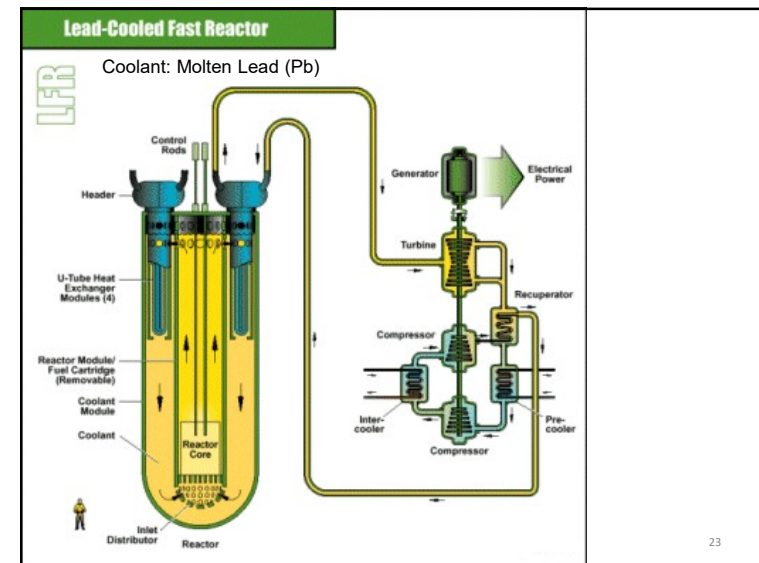 Lead-Cooled Fast Reactor
LFR
Coolant: Molten Lead (Pb)
Control
Rods
Header
U-Tube Heat
Exchanger
Modules (4)
Reactor Module/
Fuel Cartridge
(Removable)
Coolant
Module
Coolant
Reactor
Core
Inlet
Distributor
Reactor
Generator
Electrical
Power
Turbine
Recuperator
Compressor
Inter-
cooler
Pre-
cooler
Compressor
23